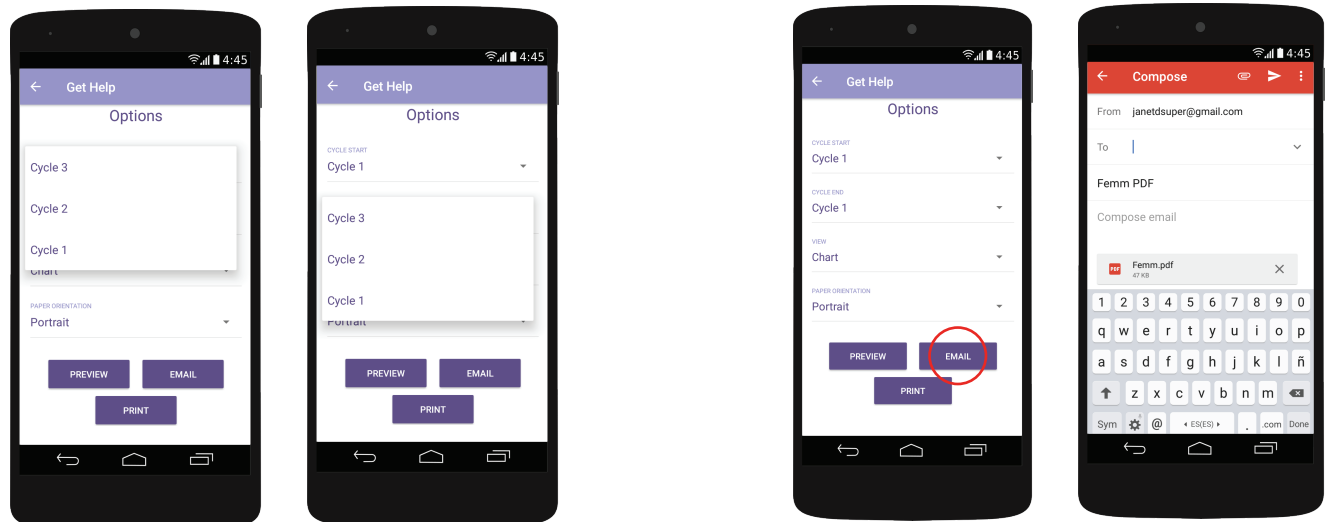 4:45
Get Help
Options
Cycle 3
Cycle 2
Cycle 1
Chart
PAPER ORIENTATION
Portrait
PREVIEW EMAIL
PRINT
4:45
Get Help
Options
CYCLE START
Cycle 1
Cycle 3
Cycle 2
Cycle 1
Portrait
PREVIEW EMAIL
PRINT
4:45
Get Help
Options
CYCLE START
Cycle 1
CYCLE END
Cycle 1
VIEW
Chart
PAPER ORIENTATION
Portrait
PREVIEW EMAIL
PRINT
4:45
Compose
From janetdsuper@gmail.com
To
Femm PDF
Compose email
PDF Femm.pdf
47 KB
1 2 3 4 5 6 7 8 9 0
q w e r t y u i o p
a s d f g h j k l ñ
z x c v b n m
Sym @ ES(ES) . .com Done